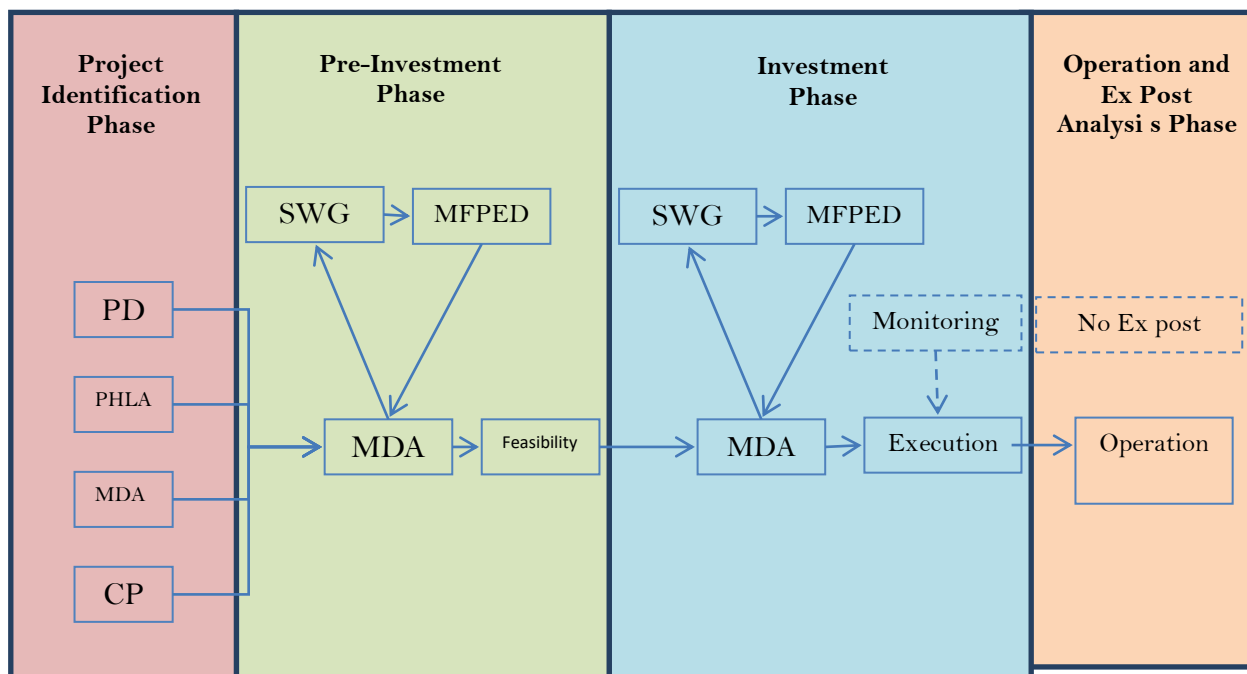 Project
Identification
Phase
Pre-Investment
Phase
Investment
Phase
Operation and
Ex Post
Analysi s Phase
SWG
MFPED
SWG
MFPED
PD
Monitoring
No Ex post
PHLA
MDA
Feasibility
MDA
Execution
Operation
MDA
CP